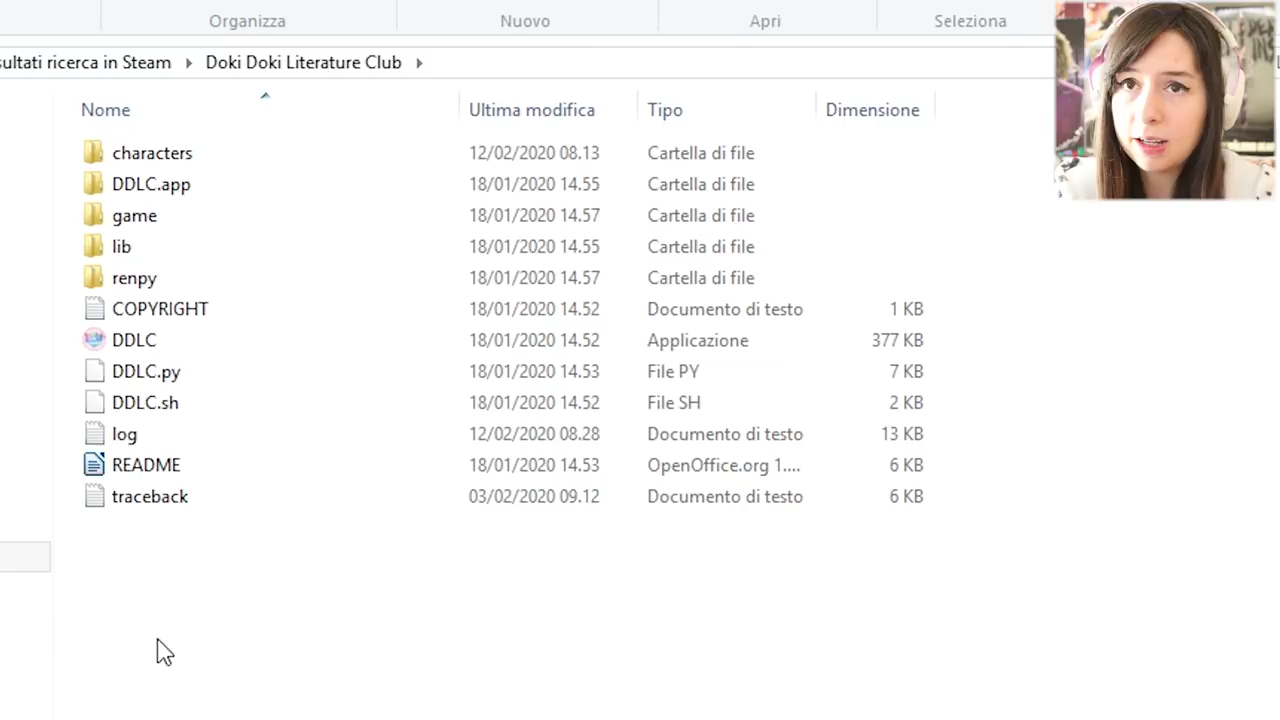 Organizza Nuovo Apri Seleziona
sultati ricerca in Steam Doki Doki Literature Club
Nome Ultima modifica Tipo Dimensione
characters 12/02/2020 08.13 Cartella di file
DDLC.app 18/01/2020 14.55 Cartella di file
game 18/01/2020 14.57 Cartella di file
lib 18/01/2020 14.55 Cartella di file
renpy 18/01/2020 14.57 Cartella di file
COPYRIGHT 18/01/2020 14.52 Documento di testo 1 KB
DDLC 18/01/2020 14.52 Applicazione 377 KB
DDLC.py 18/01/2020 14.53 File PY 7 KB
DDLC.sh 18/01/2020 14.52 File SH 2 KB
log 12/02/2020 08.28 Documento di testo 13 KB
README 18/01/2020 14.53 OpenOffice.org 1.... 6 KB
traceback 03/02/2020 09.12 Documento di testo 6 KB